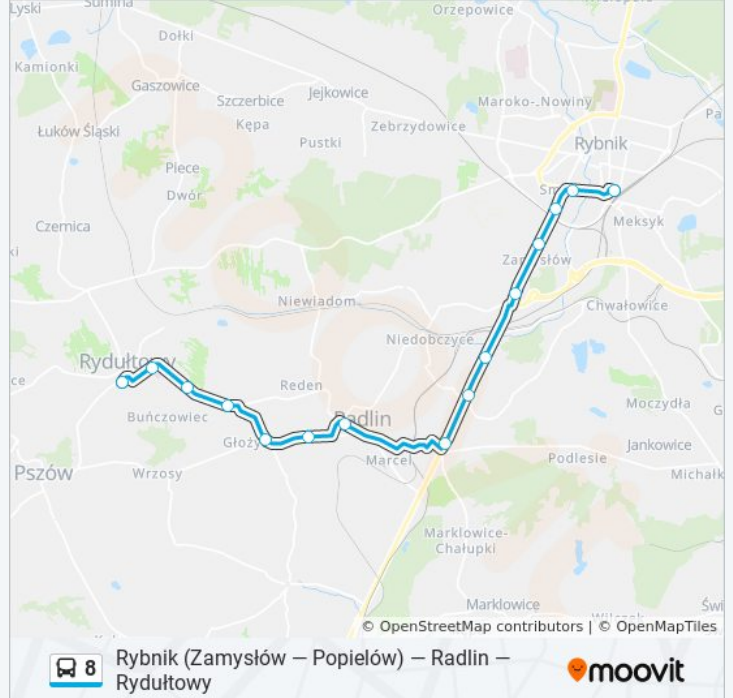 Lyski
Sumina
Orzepowice
Dołki
Kamionki
Gaszowice
Szczerbice
Jejkowice
Maroko-Nowiny
Łuków Śląski
Kępa
Zebrzydowice
Pustki
Rybnik
Piece
Dwór
Czernica
Meksyk
Zamysłów
Niewiadom
Chwałowice
Niedobczyce
Rydułtowy
Reden
Buńczowiec
Radlin
Moczydła
Głoży
Marcel
Podlesie
Jankowice
Pszów
Wrzosy
Michałk
Marklowice-
Chałupki
Marklowice
© OpenStreetMap contributors | © OpenMapTiles
8 Rybnik (Zamysłów — Popielów) — Radlin —
Rydułtowy
moovit